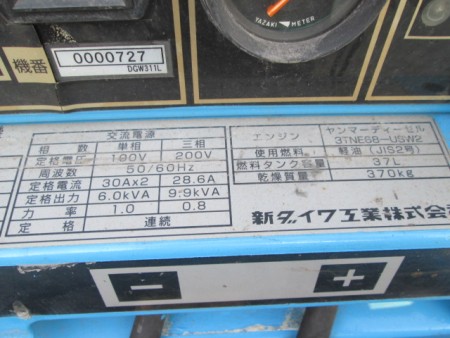 YAZAKI METER
機番
0000727
DGW311L
交流電源
相数 単相 三相
定格電圧 100V 200V
周波数 50/60Hz
定格電流 30A×2 28.6A
定格出力 6.0kVA 9.9kVA
力率 1.0 0.8
定格 連続
エンジン ヤンマーディーゼル
3TNE68-USW2
使用燃料 軽油(JIS2号)
燃料タンク容量 37L
乾燥質量 370kg
新ダイワ工業株式会
- +